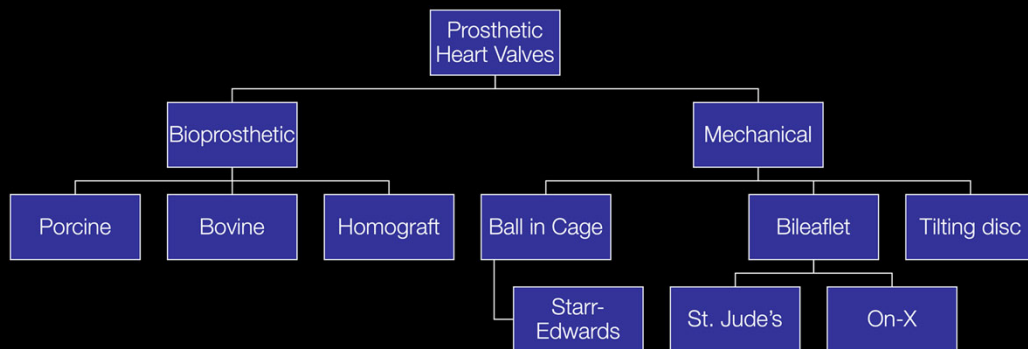 Prosthetic
Heart Valves
Bioprosthetic
Mechanical
Porcine
Bovine
Homograft
Ball in Cage
Bileaflet
Tilting disc
Starr-
Edwards
St. Jude’s
On-X